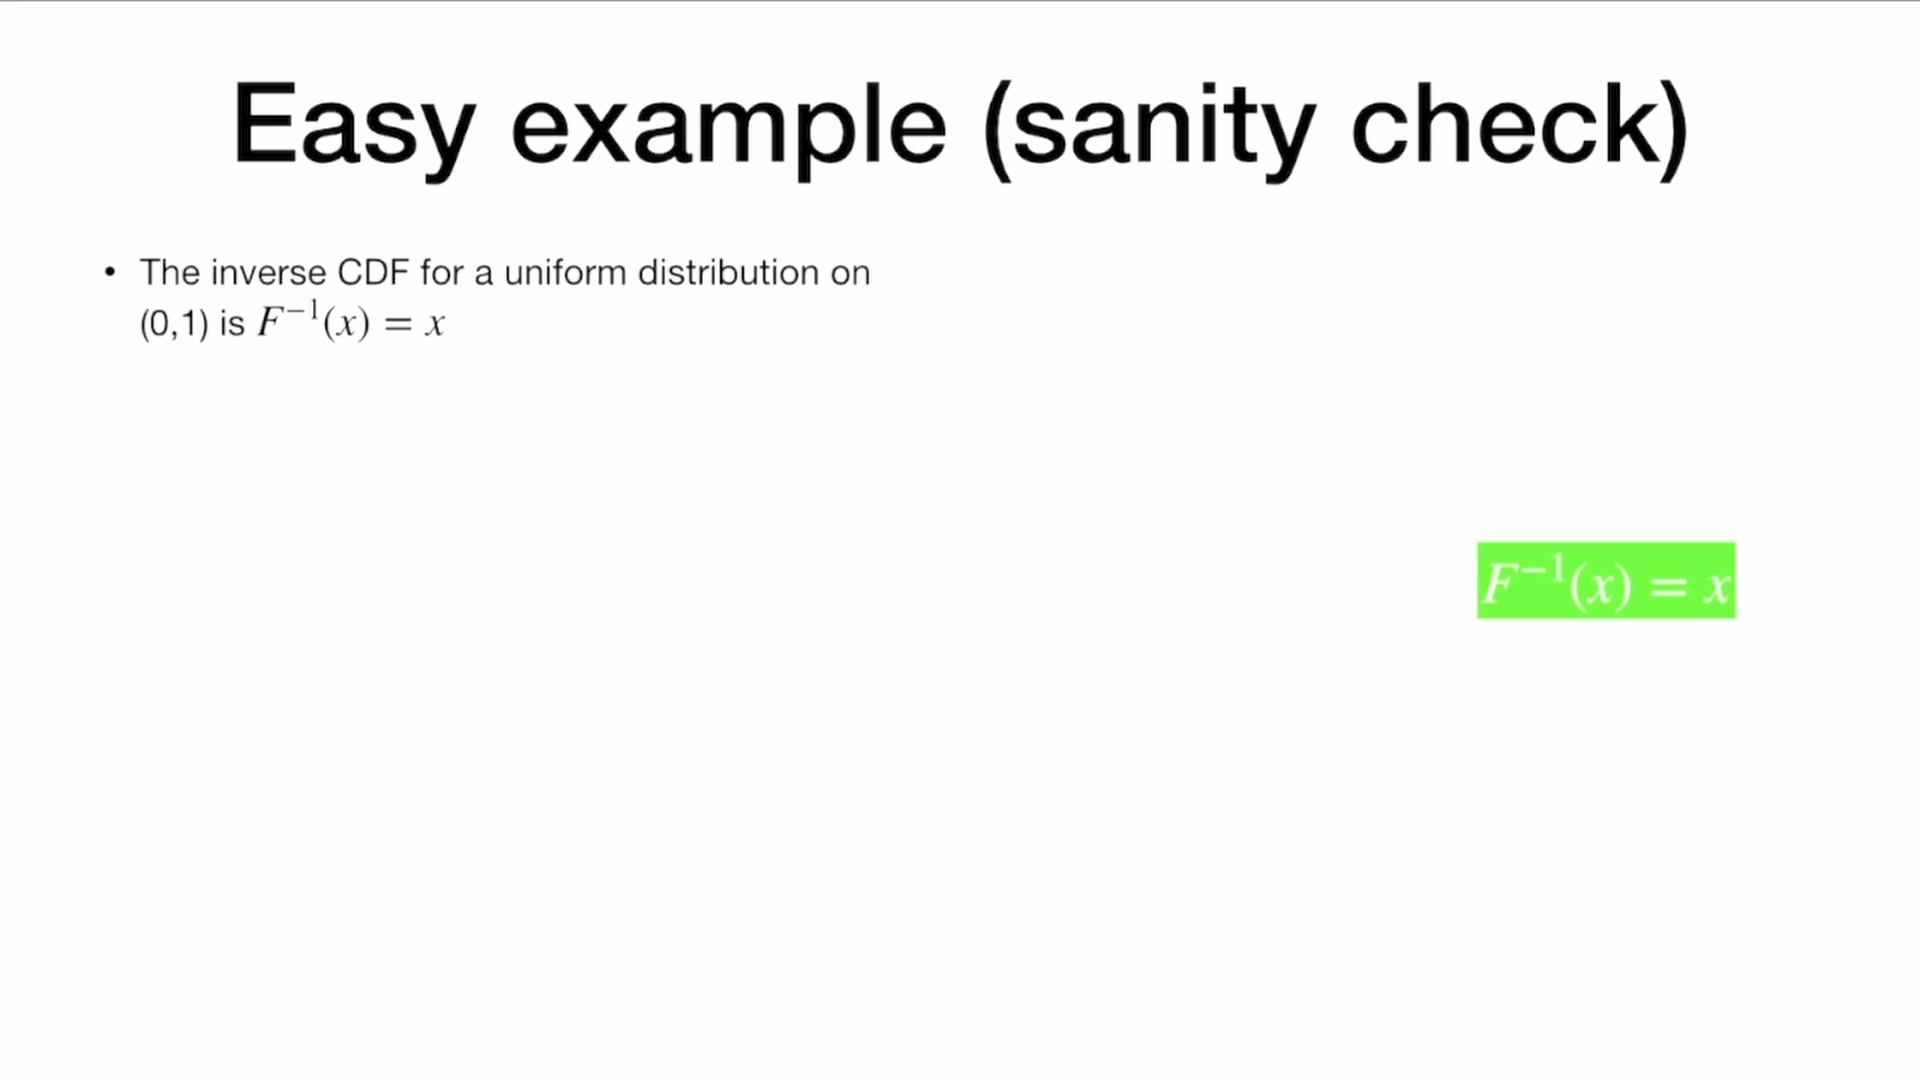 Easy example (sanity check)
• The inverse CDF for a uniform distribution on
(0,1) is F⁻¹(x) = x
F⁻¹(x) = x